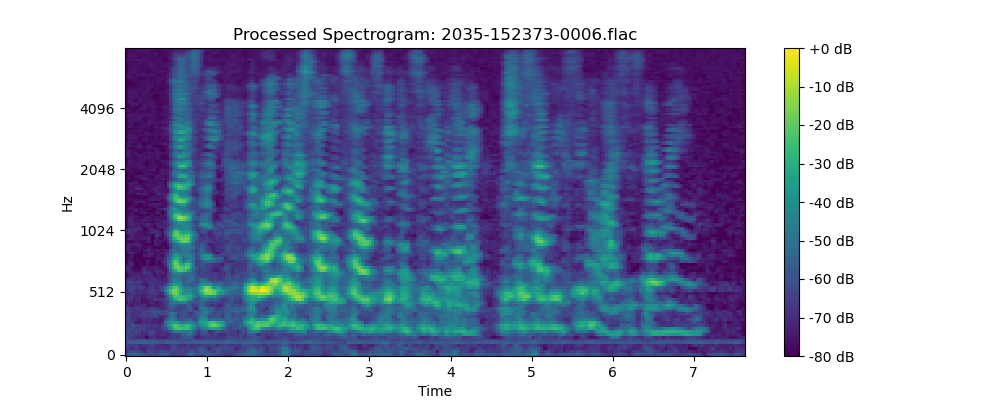 Processed Spectrogram: 2035-152373-0006.flac
Hz
4096
2048
1024
512
0
0 1 2 3 4 5 6 7
Time
+0 dB
-10 dB
-20 dB
-30 dB
-40 dB
-50 dB
-60 dB
-70 dB
-80 dB